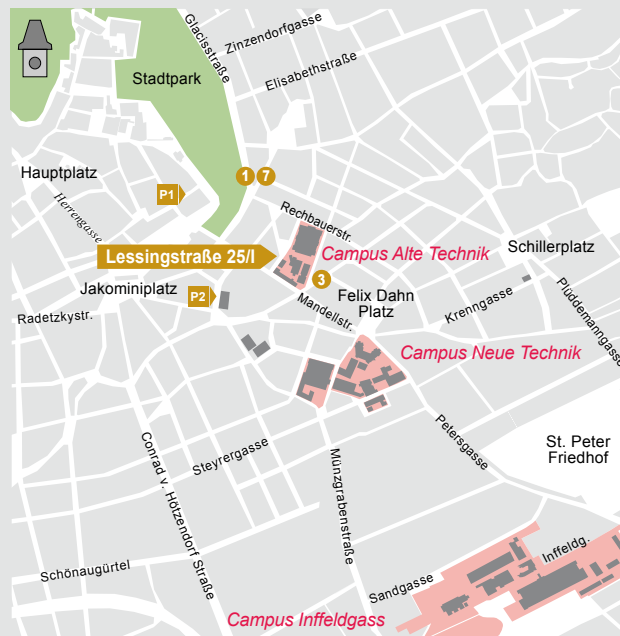 Glacisstraße
Zinzendorfgasse
Elisabethstraße
Stadtpark
Hauptplatz
Herrengasse
P1
1
7
Rechbauerstr.
Lessingstraße 25/I
Campus Alte Technik
Schillerplatz
3
Jakominiplatz
P2
Felix Dahn
Platz
Mandellstr.
Krenngasse
Plüddemanngasse
Radetzkystr.
Campus Neue Technik
Petersgasse
St. Peter
Friedhof
Steyrergasse
Münzgrabenstraße
Conrad v. Hötzendorf Straße
Schönaugürtel
Sandgasse
Inffeldg.
Campus Inffeldgass